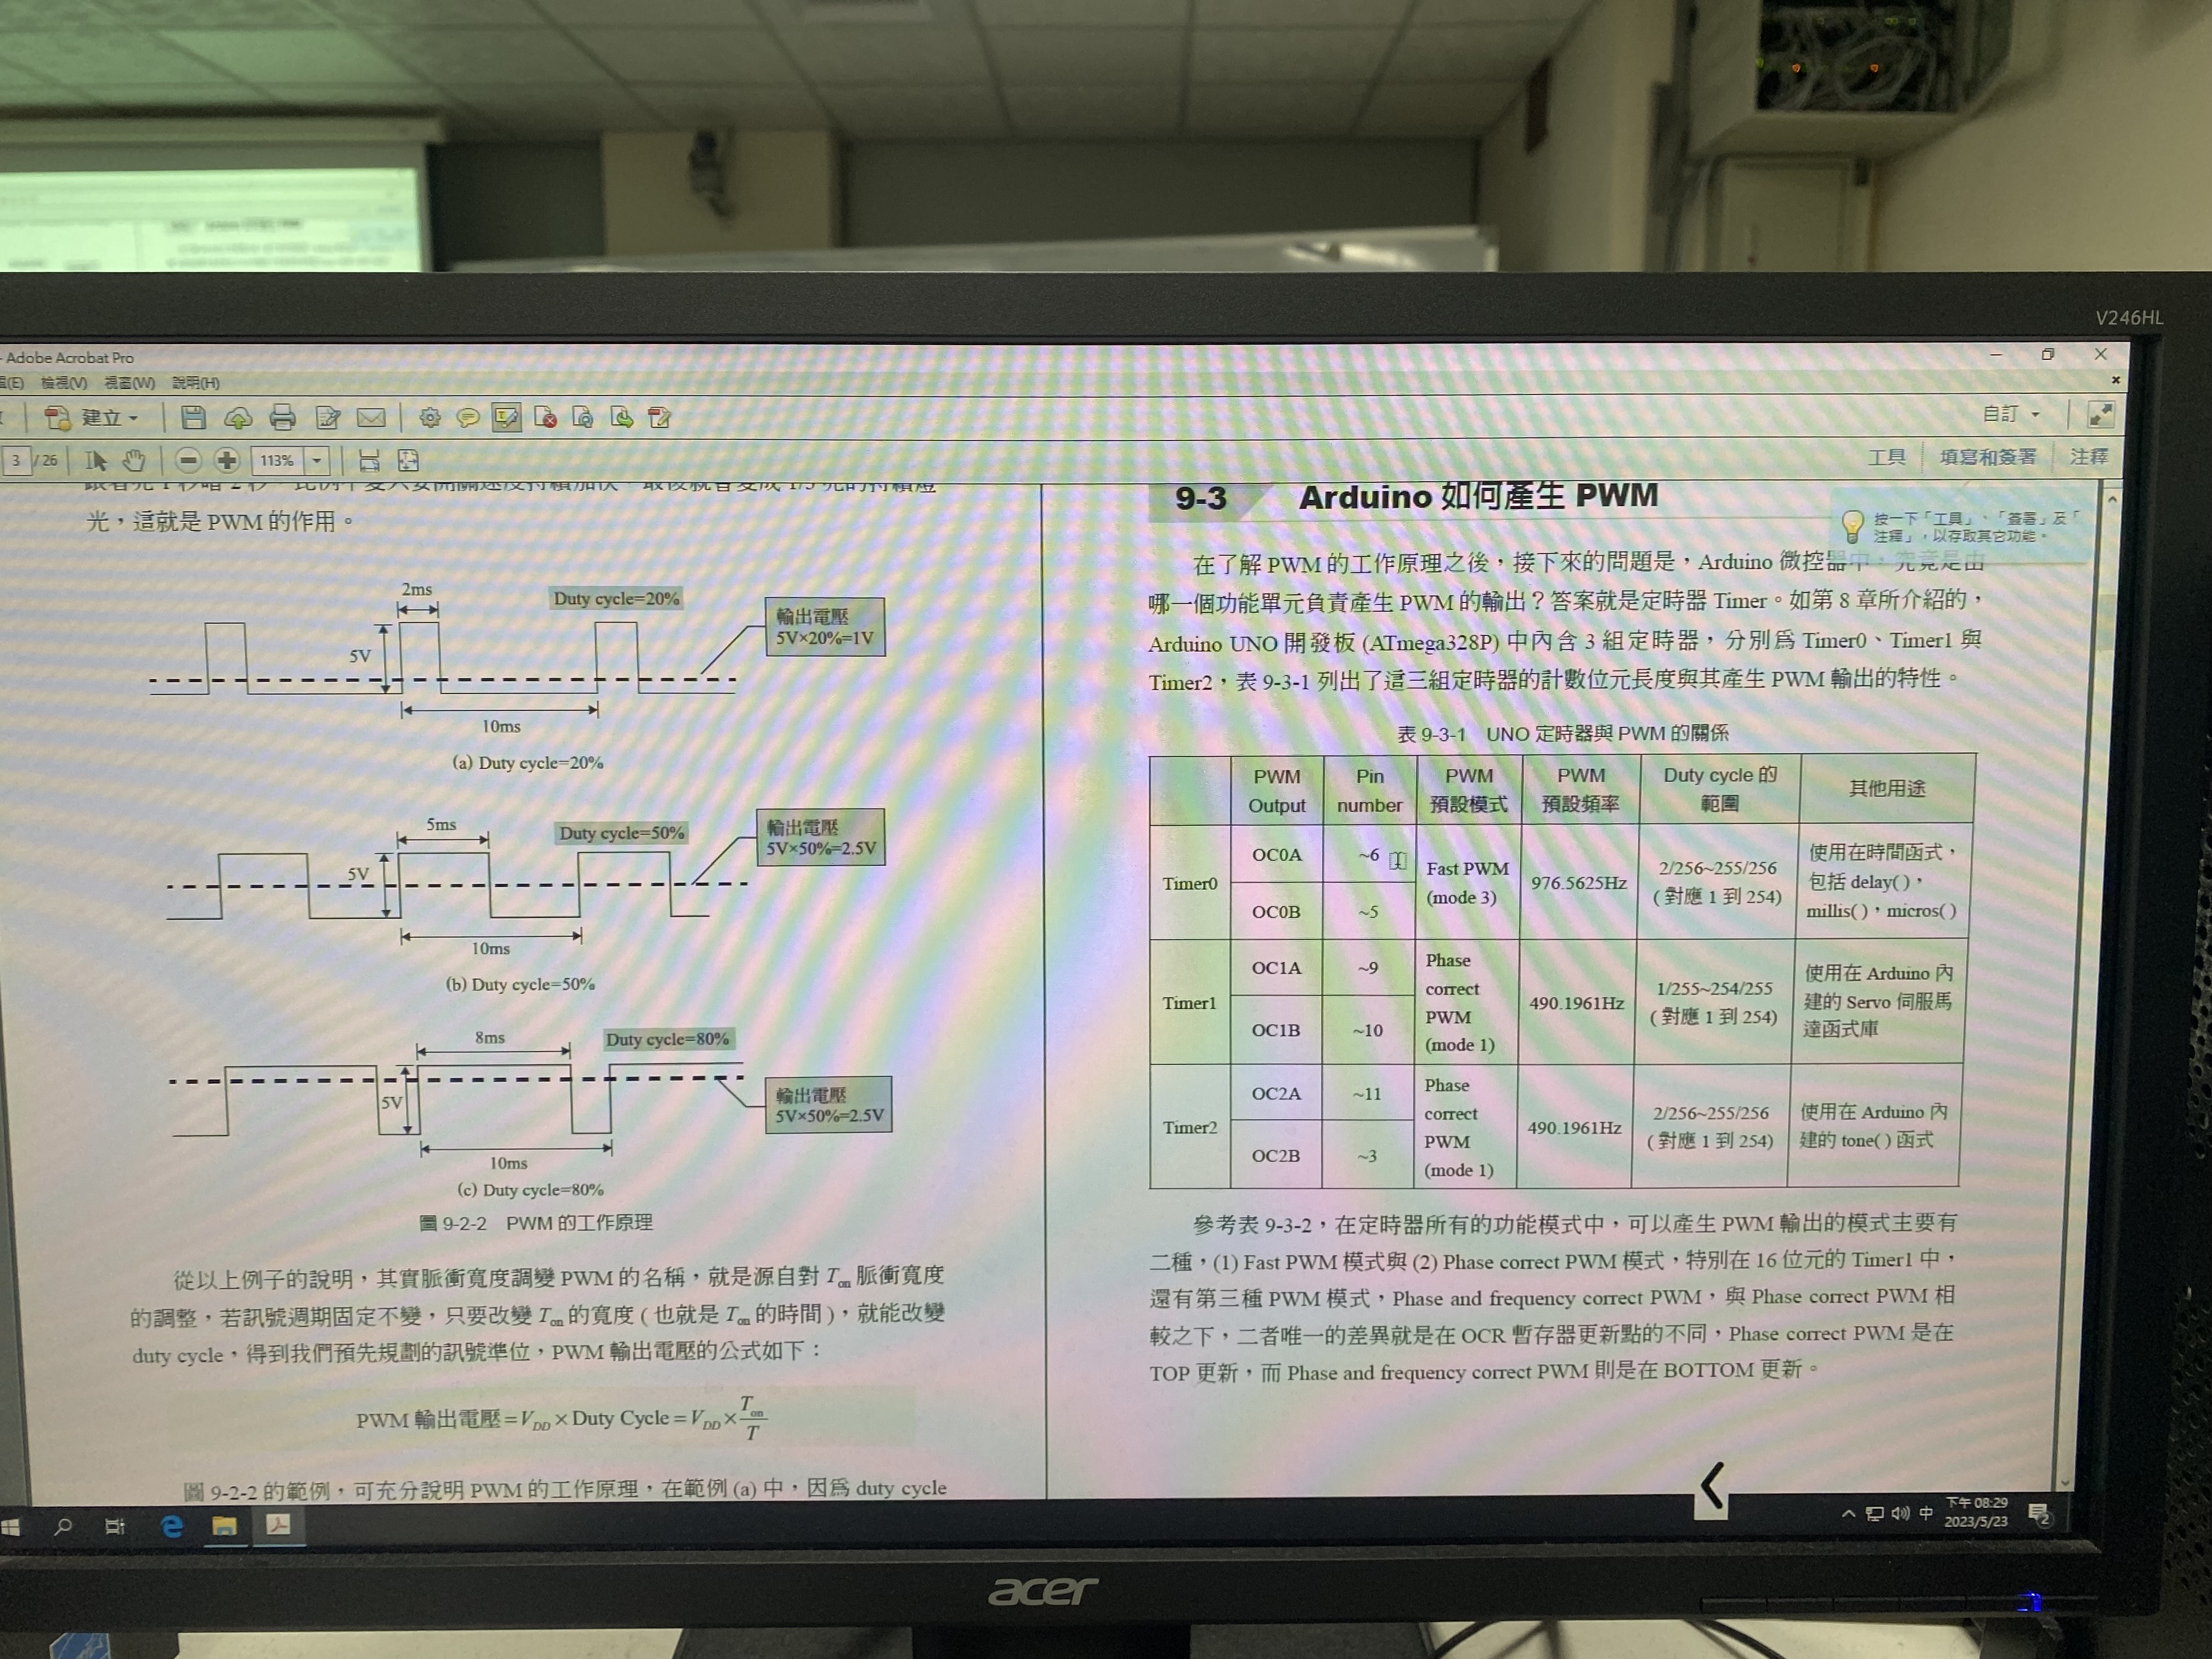 V246HL
- Adobe Acrobat Pro
檢視(V) 視窗(W) 說明(H)
建立
自訂
3 / 26
113%
工具 填寫和簽署 注釋
光，這就是 PWM 的作用。
2ms
Duty cycle=20%
輸出電壓
5V×20%=1V
5V
10ms
(a) Duty cycle=20%
5ms
Duty cycle=50%
輸出電壓
5V×50%=2.5V
5V
10ms
(b) Duty cycle=50%
8ms
Duty cycle=80%
輸出電壓
5V×50%=2.5V
5V
10ms
(c) Duty cycle=80%
圖 9-2-2 PWM 的工作原理
從以上例子的說明，其實脈衝寬度調變 PWM 的名稱，就是源自對 Ton 脈衝寬度
的調整，若訊號週期固定不變，只要改變 Ton 的寬度 ( 也就是 Ton 的時間 )，就能改變
duty cycle，得到我們預先規劃的訊號準位，PWM 輸出電壓的公式如下：
PWM 輸出電壓 = VDD × Duty Cycle = VDD × Ton/T
圖 9-2-2 的範例，可充分說明 PWM 的工作原理，在範例 (a) 中，因為 duty cycle
9-3 Arduino 如何產生 PWM
按一下「工具」、「簽署」及「
注釋」，以存取其它功能。
在了解 PWM 的工作原理之後，接下來的問題是，Arduino 微控器中，究竟是由
哪一個功能單元負責產生 PWM 的輸出？答案就是定時器 Timer。如第 8 章所介紹的，
Arduino UNO 開發板 (ATmega328P) 中內含 3 組定時器，分別為 Timer0、Timer1 與
Timer2，表 9-3-1 列出了這三組定時器的計數位元長度與其產生 PWM 輸出的特性。
表 9-3-1 UNO 定時器與 PWM 的關係
PWM Output Pin number PWM 預設模式 PWM 預設頻率 Duty cycle 的範圍 其他用途
Timer0 OC0A ~6 Fast PWM (mode 3) 976.5625Hz 2/256~255/256 ( 對應 1 到 254) 使用在時間函式，包括 delay( )，millis( )，micros( )
OC0B ~5
Timer1 OC1A ~9 Phase correct PWM (mode 1) 490.1961Hz 1/255~254/255 ( 對應 1 到 254) 使用在 Arduino 內建的 Servo 伺服馬達函式庫
OC1B ~10
Timer2 OC2A ~11 Phase correct PWM (mode 1) 490.1961Hz 2/256~255/256 ( 對應 1 到 254) 使用在 Arduino 內建的 tone( ) 函式
OC2B ~3
參考表 9-3-2，在定時器所有的功能模式中，可以產生 PWM 輸出的模式主要有
二種，(1) Fast PWM 模式與 (2) Phase correct PWM 模式，特別在 16 位元的 Timer1 中，
還有第三種 PWM 模式，Phase and frequency correct PWM，與 Phase correct PWM 相
較之下，二者唯一的差異就是在 OCR 暫存器更新點的不同，Phase correct PWM 是在
TOP 更新，而 Phase and frequency correct PWM 則是在 BOTTOM 更新。
中
下午 08:29
2023/5/23
2
acer